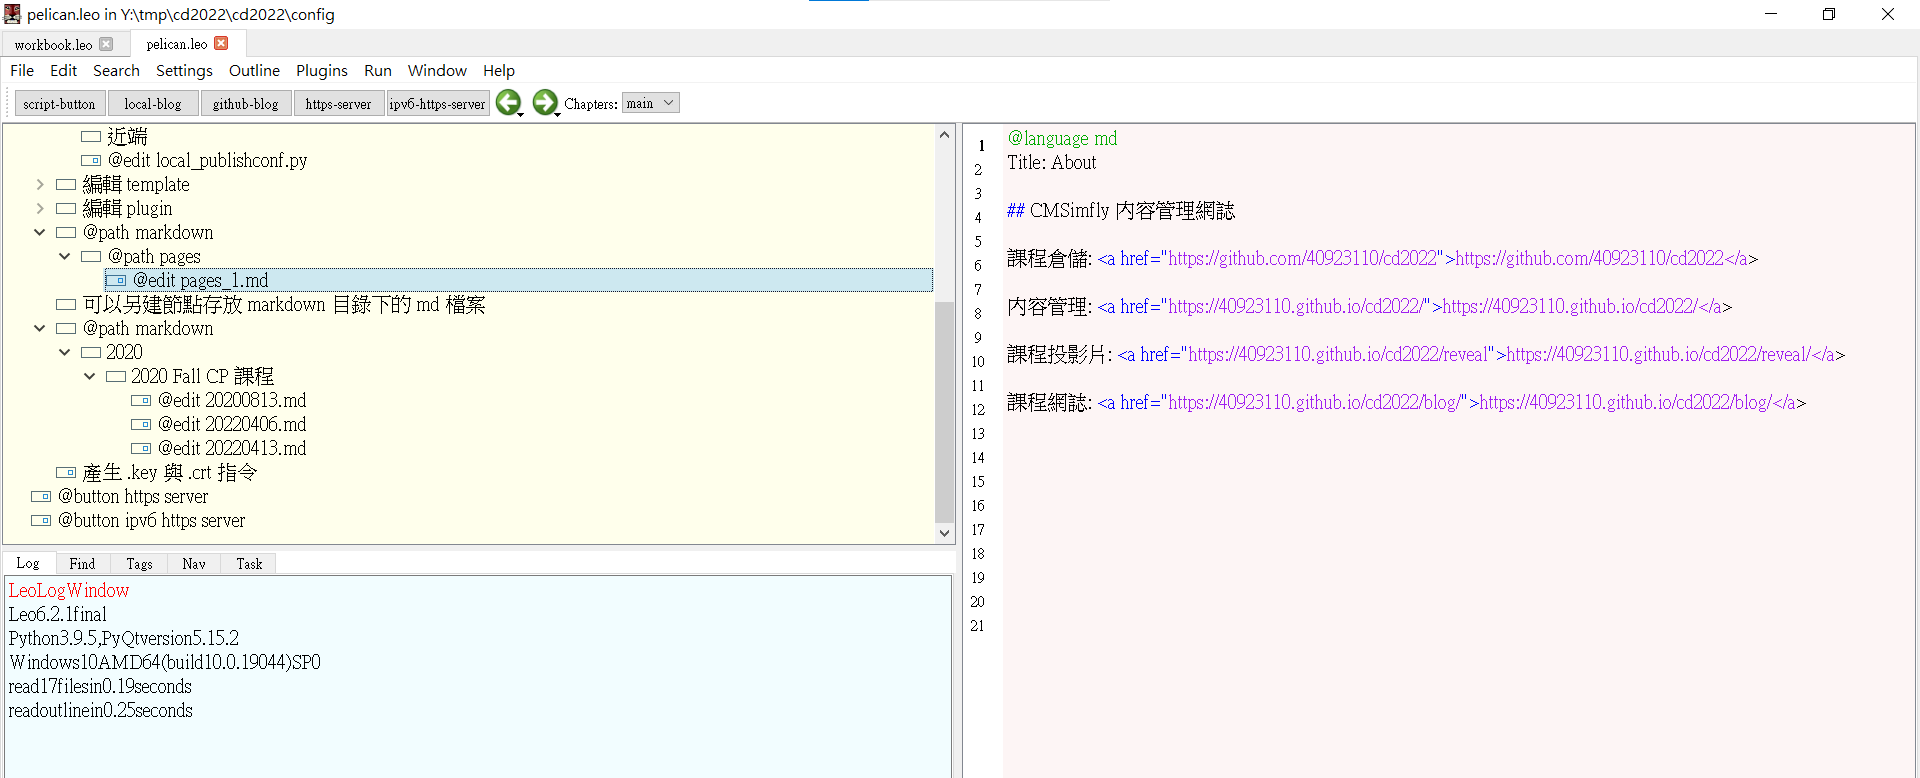 pelican.leo in Y:\tmp\cd2022\cd2022\config
workbook.leo pelican.leo
File Edit Search Settings Outline Plugins Run Window Help
script-button local-blog github-blog https-server ipv6-https-server Chapters: main
近端
@edit local_publishconf.py
編輯 template
編輯 plugin
@path markdown
@path pages
@edit pages_1.md
可以另建節點存放 markdown 目錄下的 md 檔案
@path markdown
2020
2020 Fall CP 課程
@edit 20200813.md
@edit 20220406.md
@edit 20220413.md
產生 .key 與 .crt 指令
@button https server
@button ipv6 https server
Log Find Tags Nav Task
LeoLogWindow
Leo6.2.1final
Python3.9.5,PyQtversion5.15.2
Windows10AMD64(build10.0.19044)SP0
read17filesin0.19seconds
readoutlinein0.25seconds
1 @language md
2 Title: About
3
4 ## CMSimfly 內容管理網誌
5
6 課程倉儲: <a href="https://github.com/40923110/cd2022">https://github.com/40923110/cd2022</a>
7
8 內容管理: <a href="https://40923110.github.io/cd2022/">https://40923110.github.io/cd2022/</a>
9
10 課程投影片: <a href="https://40923110.github.io/cd2022/reveal">https://40923110.github.io/cd2022/reveal/</a>
11
12 課程網誌: <a href="https://40923110.github.io/cd2022/blog/">https://40923110.github.io/cd2022/blog/</a>
13
14
15
16
17
18
19
20
21